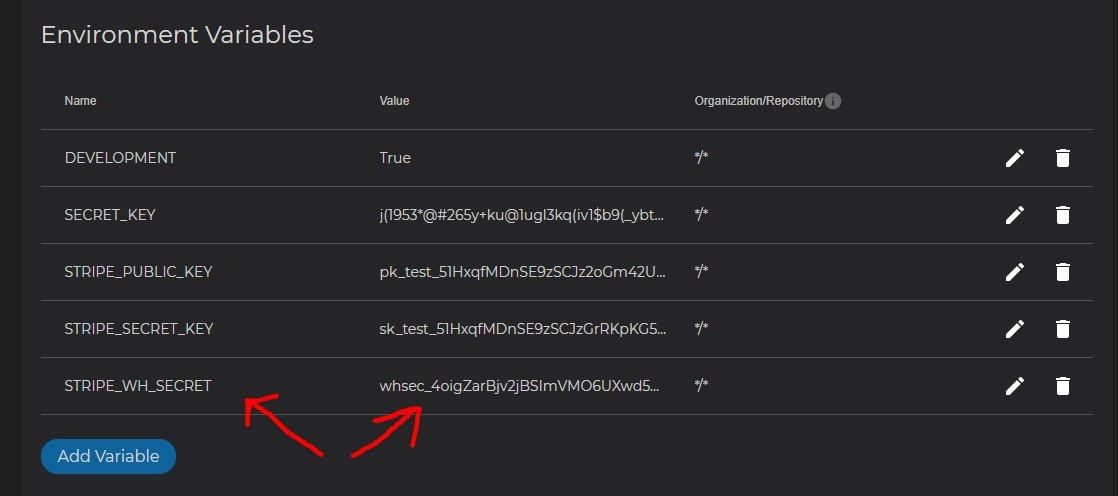 Environment Variables
Name Value Organization/Repository
DEVELOPMENT True */*
SECRET_KEY j(1953*@#265y+ku@1ugl3kq(iv1$b9(_ybt... */*
STRIPE_PUBLIC_KEY pk_test_51HxqfMDnSE9zSCJz2oGm42U... */*
STRIPE_SECRET_KEY sk_test_51HxqfMDnSE9zSCJzGrRKpKG5... */*
STRIPE_WH_SECRET whsec_4oigZarBjv2jBSImVMO6UXwd5... */*
Add Variable